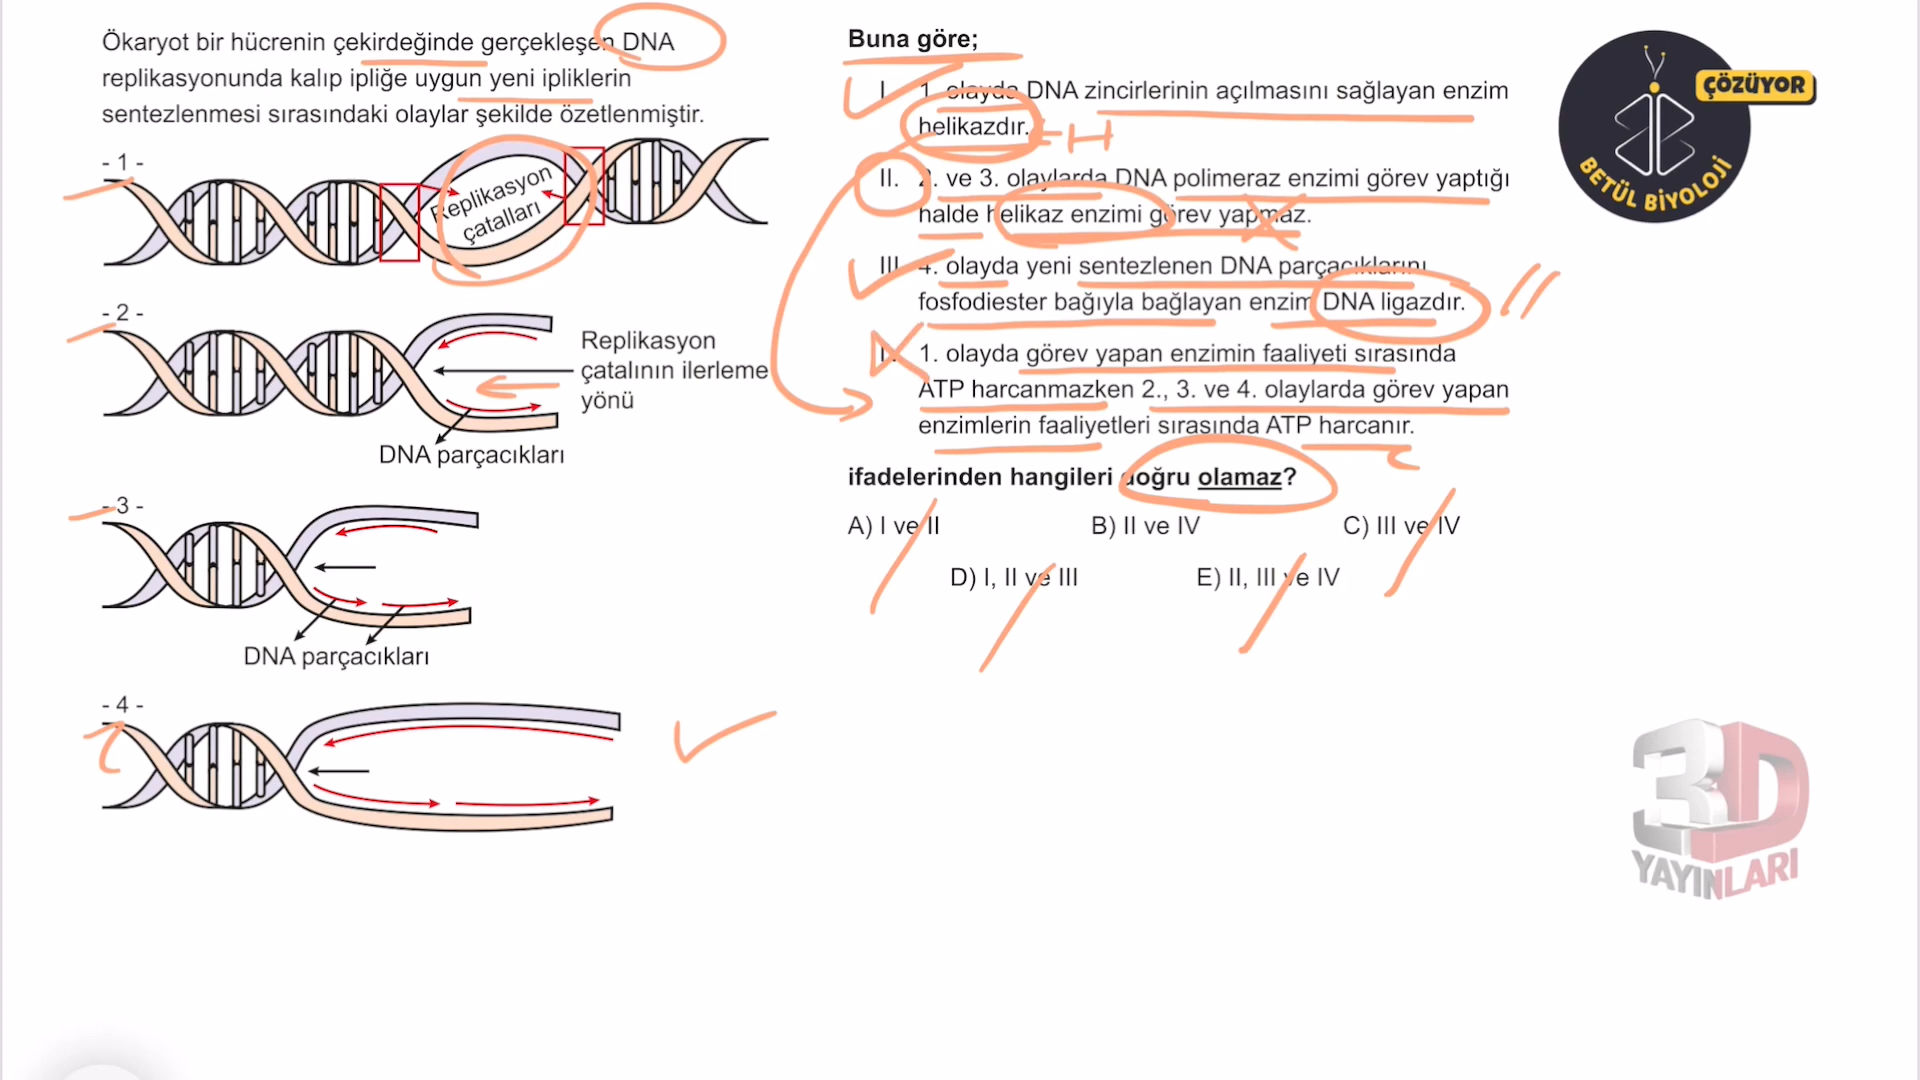 Ökaryot bir hücrenin çekirdeğinde gerçekleşen DNA
replikasyonunda kalıp ipliğe uygun yeni ipliklerin
sentezlenmesi sırasındaki olaylar şekilde özetlenmiştir.
- 1 -
Replikasyon
çatalları
- 2 -
Replikasyon
çatalının ilerleme
yönü
DNA parçacıkları
- 3 -
DNA parçacıkları
- 4 -
Buna göre;
I. 1. olayda DNA zincirlerinin açılmasını sağlayan enzim
helikazdır.
II. 2. ve 3. olaylarda DNA polimeraz enzimi görev yaptığı
halde helikaz enzimi görev yapmaz.
III. 4. olayda yeni sentezlenen DNA parçacıklarını
fosfodiester bağıyla bağlayan enzim DNA ligazdır.
IV. 1. olayda görev yapan enzimin faaliyeti sırasında
ATP harcanmazken 2., 3. ve 4. olaylarda görev yapan
enzimlerin faaliyetleri sırasında ATP harcanır.
ifadelerinden hangileri doğru olamaz?
A) I ve II B) II ve IV C) III ve IV
D) I, II ve III E) II, III ve IV
ÇÖZÜYOR
BETÜL BİYOLOJİ
3D
YAYINLARI